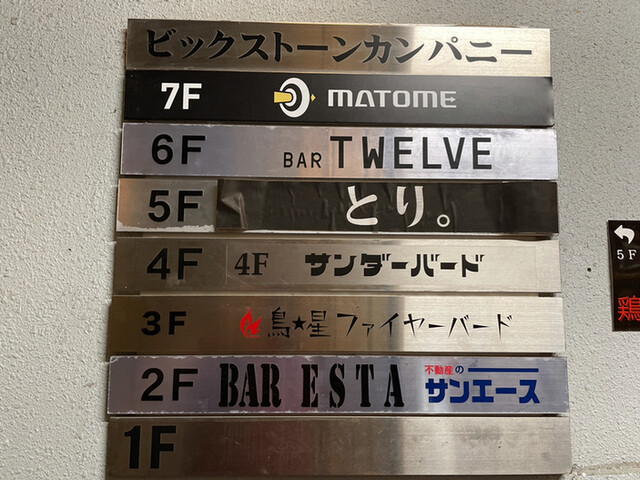 ビックストーンカンパニー
7F MATOME
6F BAR TWELVE
5F とり。
4F 4F サンダーバード
3F 鳥★星ファイヤーバード
2F BAR ESTA 不動産のサンエース
1F
5F
鶏